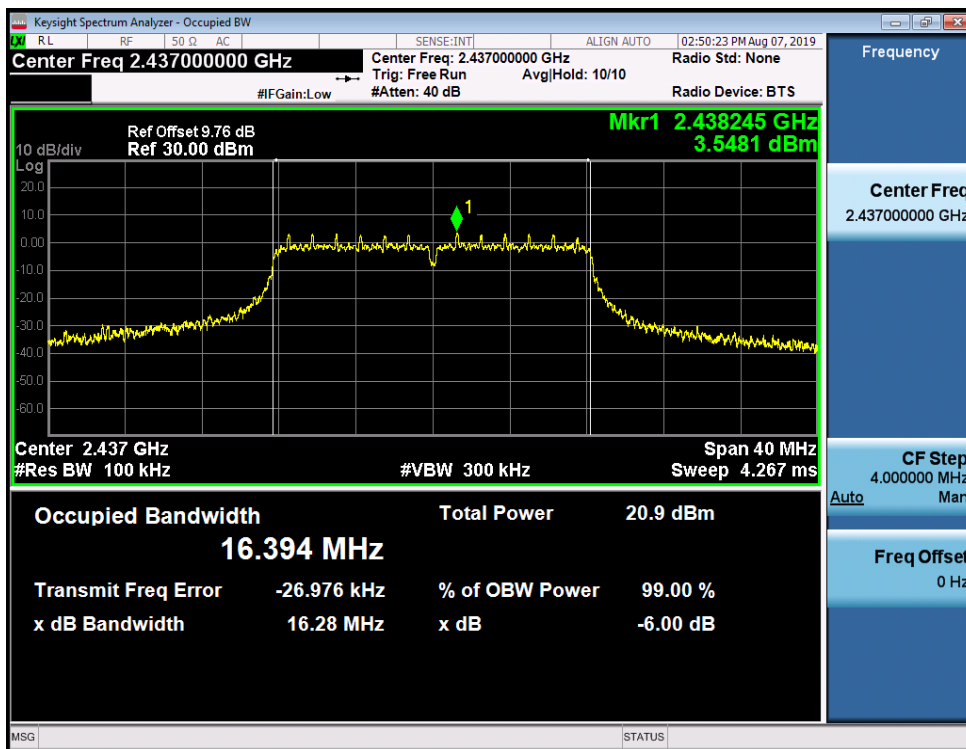 Keysight Spectrum Analyzer - Occupied BW
LXI RL RF 50 Ω AC SENSE:INT ALIGN AUTO 02:50:23 PM Aug 07, 2019
Center Freq 2.437000000 GHz
Center Freq: 2.437000000 GHz Radio Std: None
Trig: Free Run Avg|Hold: 10/10
#IFGain:Low #Atten: 40 dB Radio Device: BTS
Frequency
Mkr1 2.438245 GHz
3.5481 dBm
Ref Offset 9.76 dB
10 dB/div Ref 30.00 dBm
Log
20.0
10.0
0.00
-10.0
-20.0
-30.0
-40.0
-50.0
-60.0
1
Center 2.437 GHz Span 40 MHz
#Res BW 100 kHz #VBW 300 kHz Sweep 4.267 ms
Center Freq
2.437000000 GHz
CF Step
4.000000 MHz
Auto Man
Freq Offset
0 Hz
Occupied Bandwidth Total Power 20.9 dBm
16.394 MHz
Transmit Freq Error -26.976 kHz % of OBW Power 99.00 %
x dB Bandwidth 16.28 MHz x dB -6.00 dB
MSG STATUS